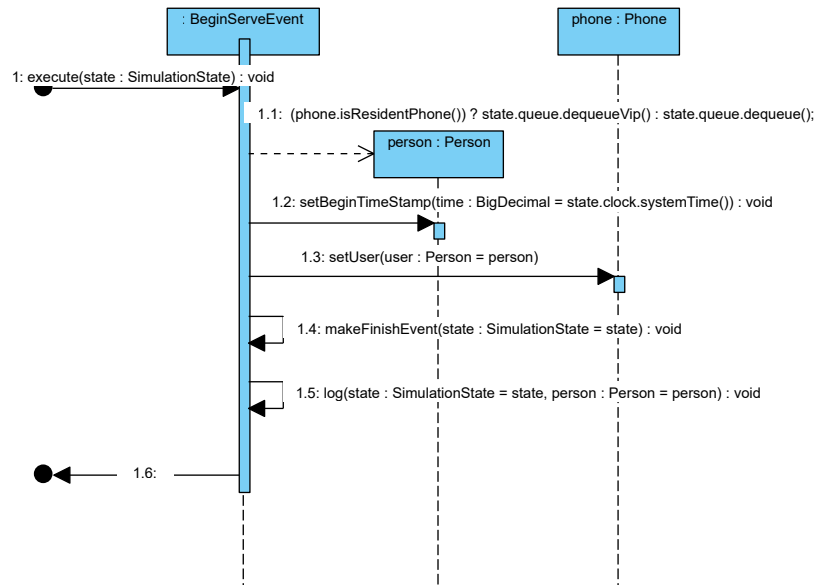 : BeginServeEvent
phone : Phone
1: execute(state : SimulationState) : void
1.1:  (phone.isResidentPhone()) ? state.queue.dequeueVip() : state.queue.dequeue();
person : Person
1.2: setBeginTimeStamp(time : BigDecimal = state.clock.systemTime()) : void
1.3: setUser(user : Person = person)
1.4: makeFinishEvent(state : SimulationState = state) : void
1.5: log(state : SimulationState = state, person : Person = person) : void
1.6: